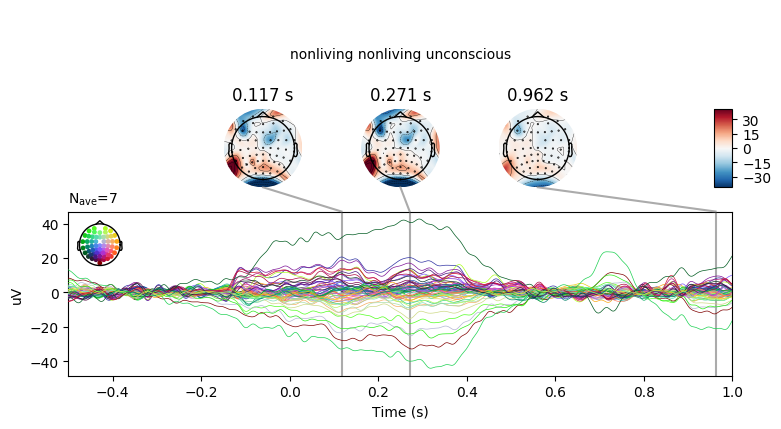 nonliving nonliving unconscious
0.117 s 0.271 s 0.962 s
30
15
0
−15
−30
Nave=7
40
20
0
−20
−40
uV
−0.4 −0.2 0.0 0.2 0.4 0.6 0.8 1.0
Time (s)